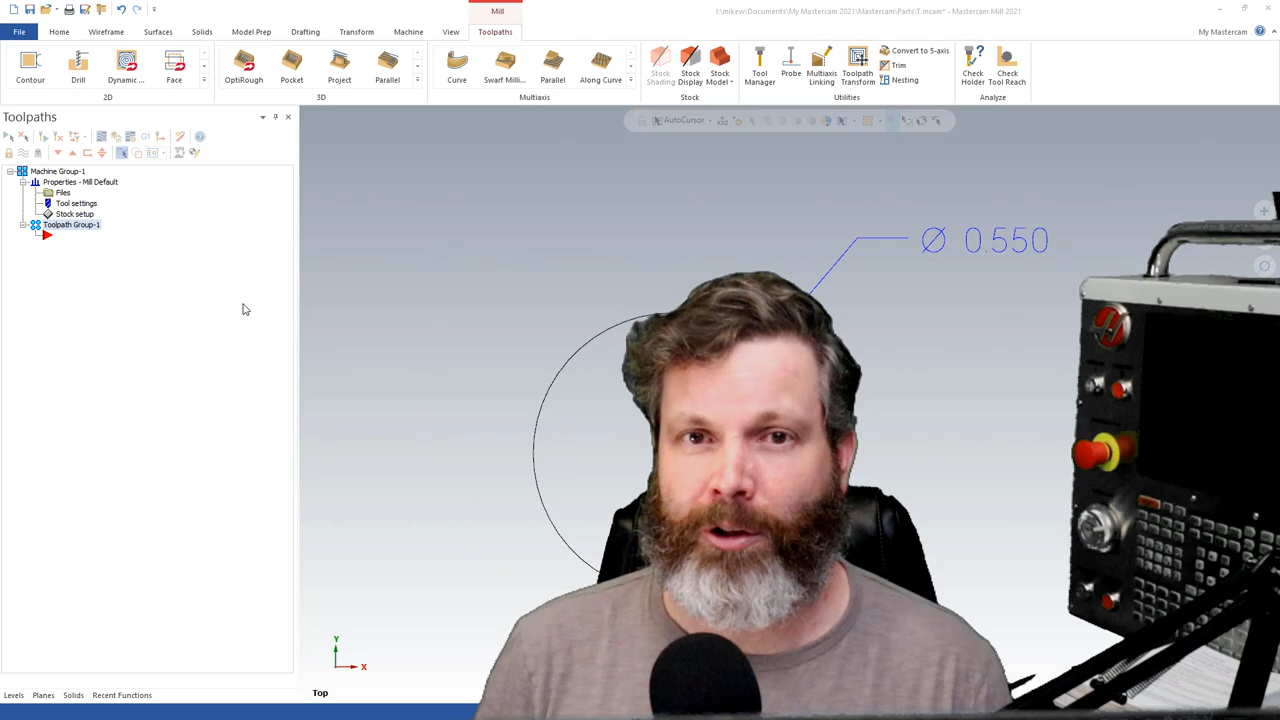 Mill
\\mikew\Documents\My Mastercam 2021\Mastercam\Parts\T.mcam* - Mastercam Mill 2021
File Home Wireframe Surfaces Solids Model Prep Drafting Transform Machine View Toolpaths My Mastercam
Contour Drill Dynamic ... Face OptiRough Pocket Project Parallel Curve Swarf Milli... Parallel Along Curve Stock Shading Stock Display Stock Model Tool Manager Probe Multiaxis Linking Toolpath Transform Convert to 5-axis Trim Nesting Check Holder Check Tool Reach
2D 3D Multiaxis Stock Utilities Analyze
Toolpaths
AutoCursor
G1
Machine Group-1
Properties - Mill Default
Files
Tool settings
Stock setup
Toolpath Group-1
Ø 0.550
Y
X
Top
Levels Planes Solids Recent Functions